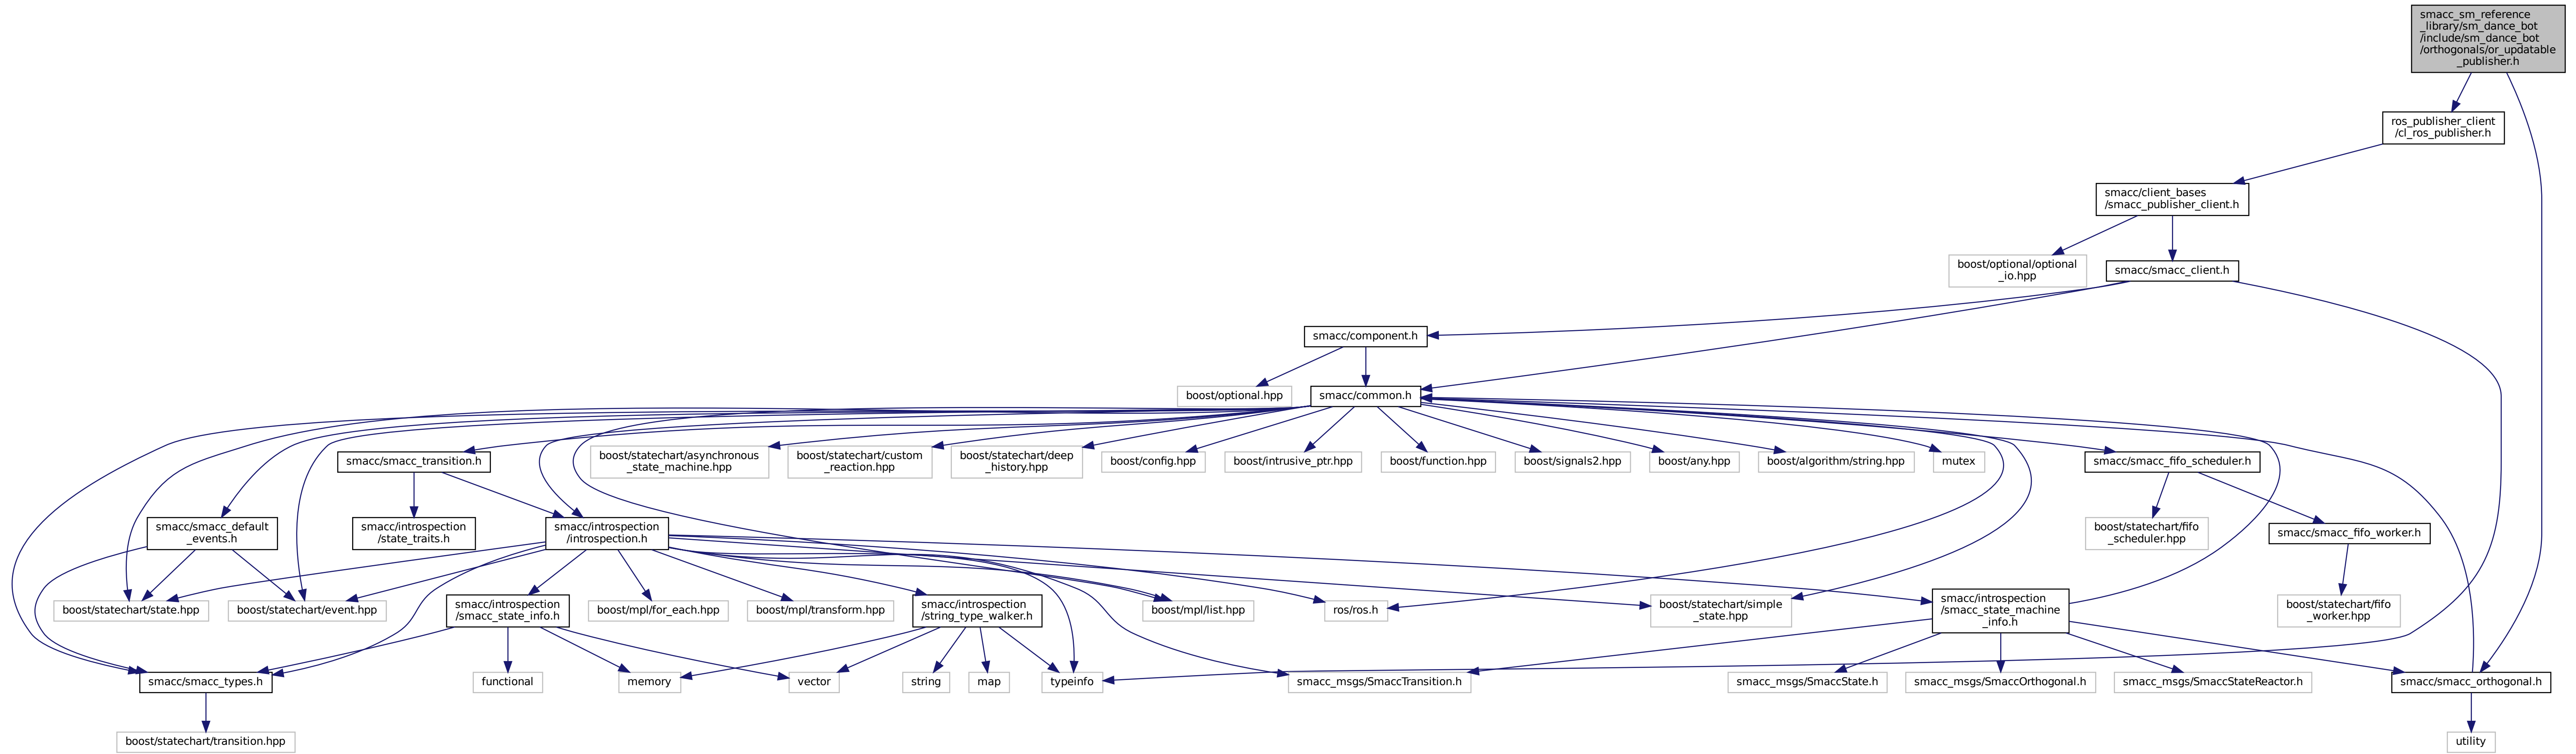 smacc_sm_reference
_library/sm_dance_bot
/include/sm_dance_bot
/orthogonals/or_updatable
_publisher.h
ros_publisher_client
/cl_ros_publisher.h
smacc/client_bases
/smacc_publisher_client.h
boost/optional/optional
_io.hpp
smacc/smacc_client.h
smacc/component.h
boost/optional.hpp
smacc/common.h
smacc/smacc_transition.h
boost/statechart/asynchronous
_state_machine.hpp
boost/statechart/custom
_reaction.hpp
boost/statechart/deep
_history.hpp
boost/config.hpp
boost/intrusive_ptr.hpp
boost/function.hpp
boost/signals2.hpp
boost/any.hpp
boost/algorithm/string.hpp
mutex
smacc/smacc_fifo_scheduler.h
smacc/smacc_default
_events.h
smacc/introspection
/state_traits.h
smacc/introspection
/introspection.h
boost/statechart/fifo
_scheduler.hpp
smacc/smacc_fifo_worker.h
boost/statechart/state.hpp
boost/statechart/event.hpp
smacc/introspection
/smacc_state_info.h
boost/mpl/for_each.hpp
boost/mpl/transform.hpp
smacc/introspection
/string_type_walker.h
boost/mpl/list.hpp
ros/ros.h
boost/statechart/simple
_state.hpp
smacc/introspection
/smacc_state_machine
_info.h
boost/statechart/fifo
_worker.hpp
smacc/smacc_types.h
functional
memory
vector
string
map
typeinfo
smacc_msgs/SmaccTransition.h
smacc_msgs/SmaccState.h
smacc_msgs/SmaccOrthogonal.h
smacc_msgs/SmaccStateReactor.h
smacc/smacc_orthogonal.h
boost/statechart/transition.hpp
utility